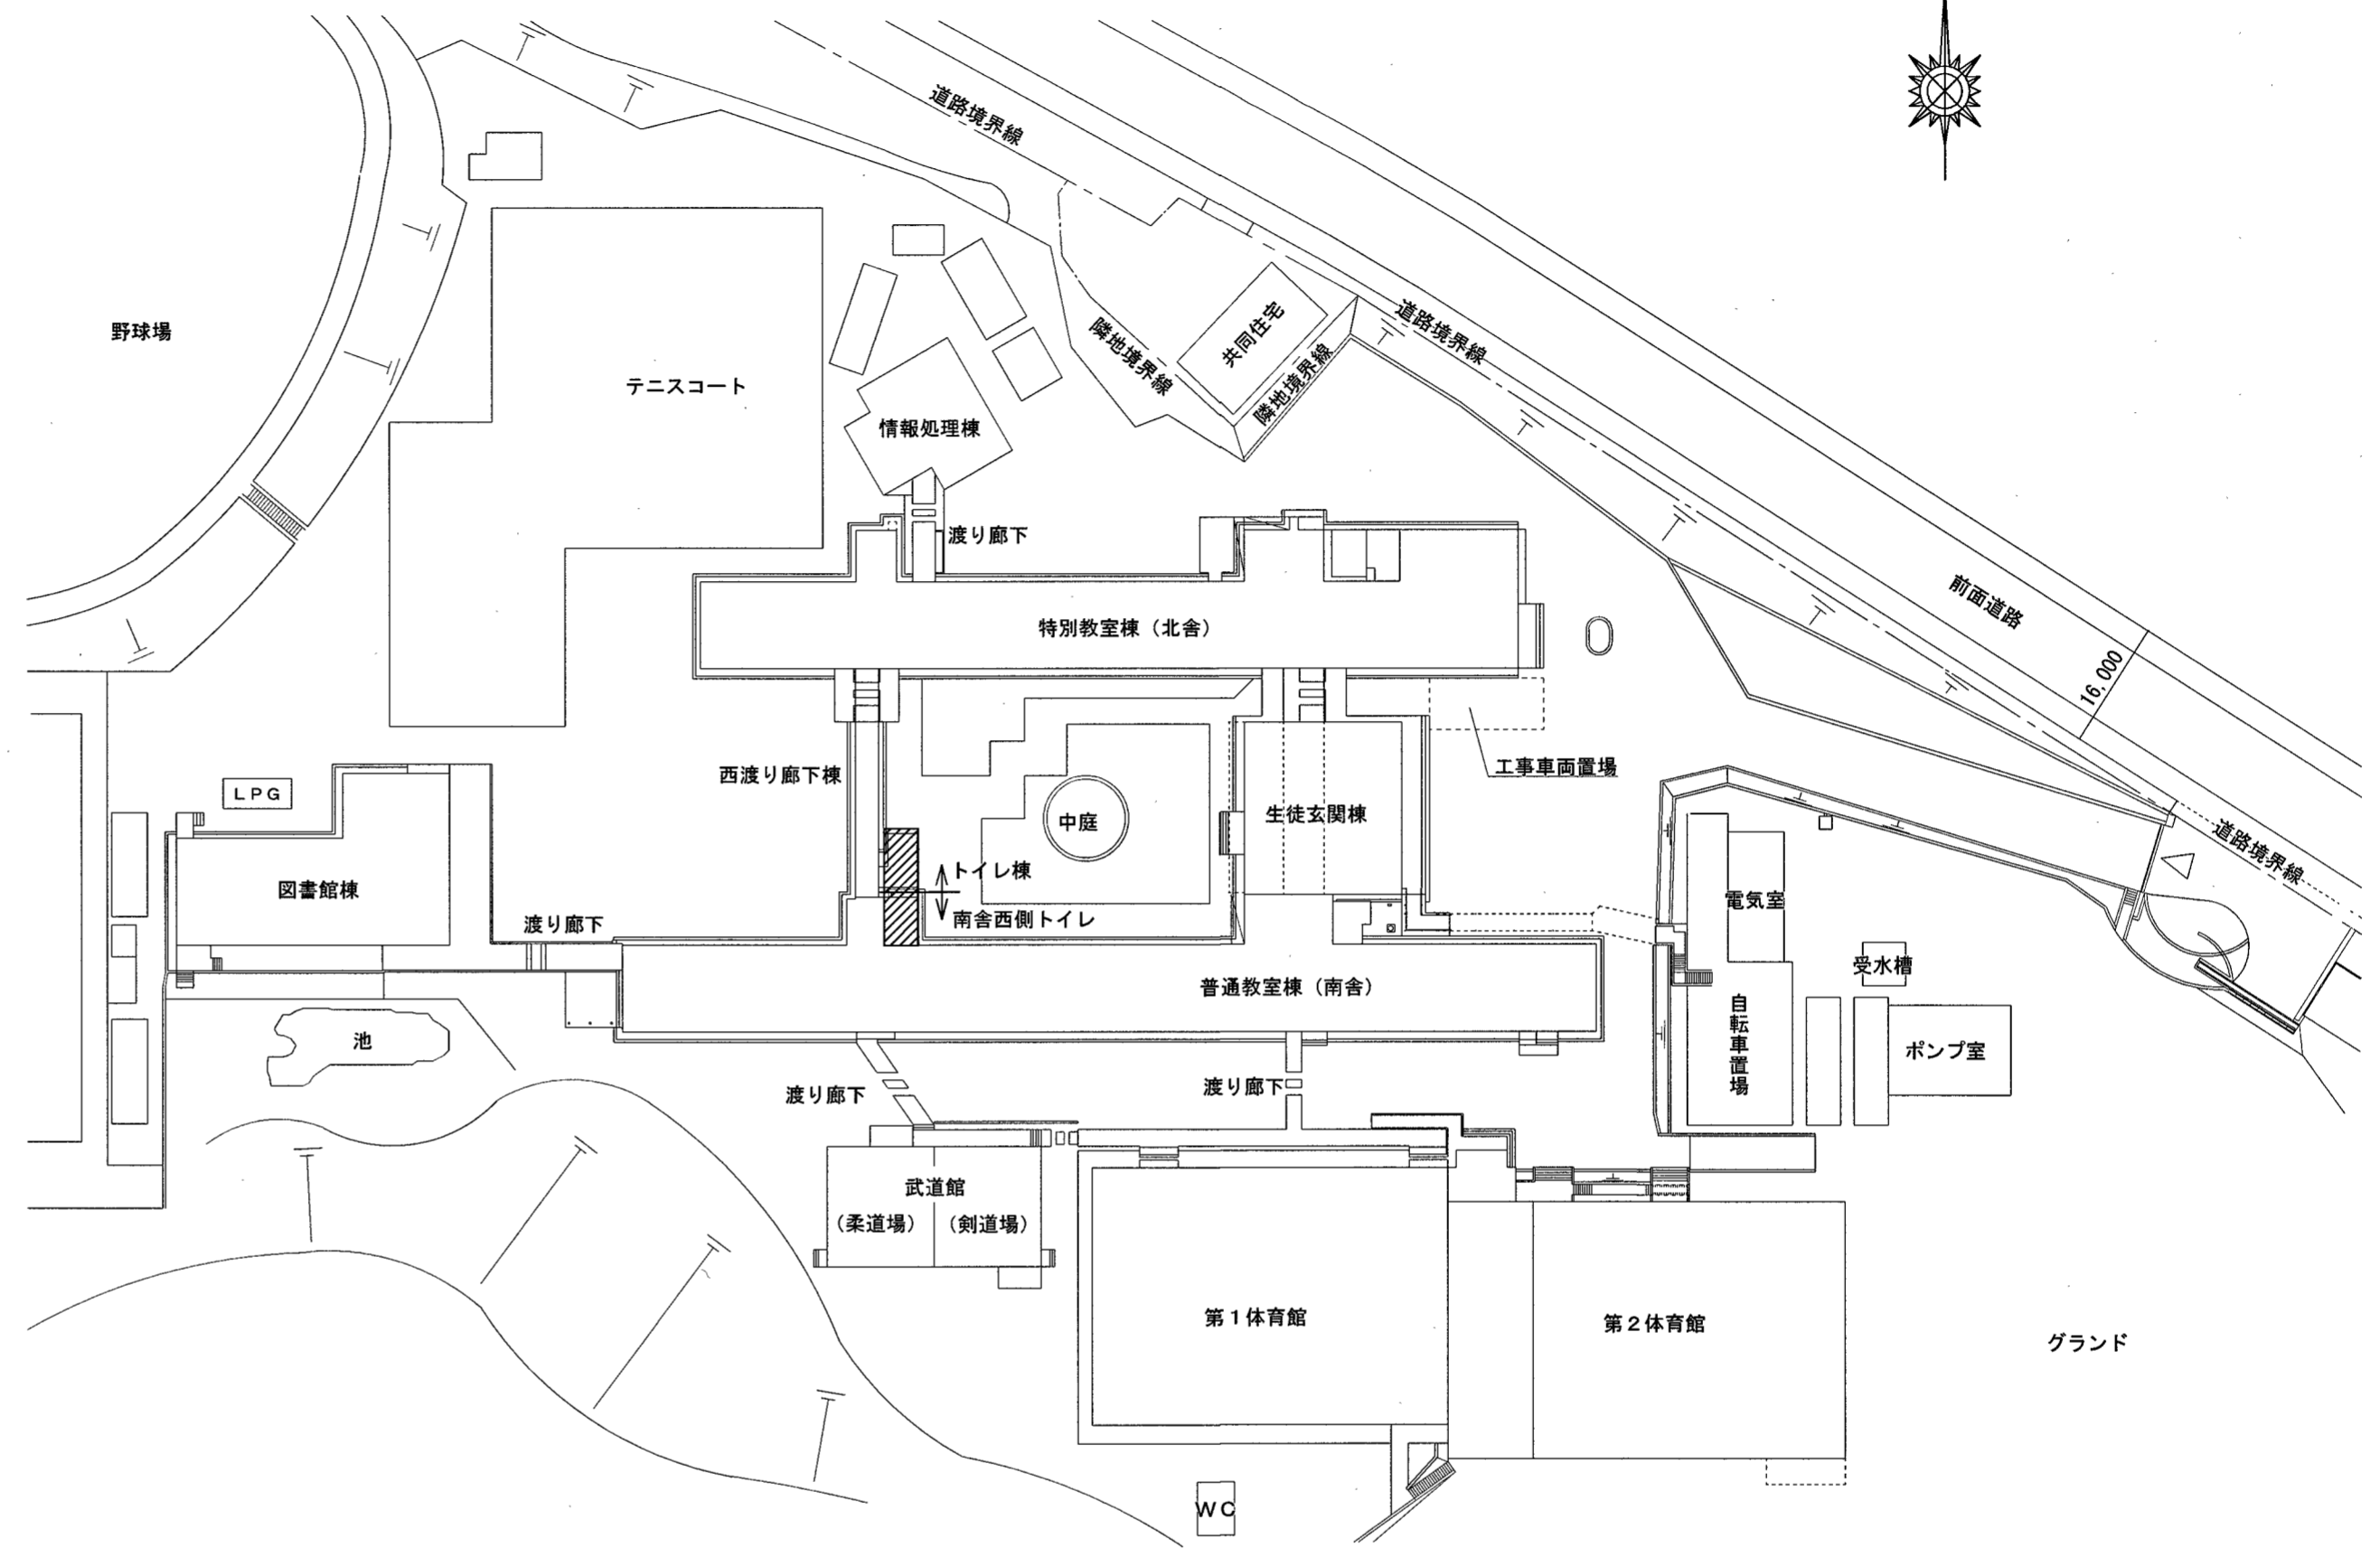 道路境界線
野球場
テニスコート
共同住宅
道路境界線
隣地境界線
隣地境界線
情報処理棟
渡り廊下
前面道路
特別教室棟（北舎）
16,000
西渡り廊下棟
工事車両置場
LPG
中庭
生徒玄関棟
道路境界線
トイレ棟
図書館棟
電気室
南舎西側トイレ
渡り廊下
受水槽
普通教室棟（南舎）
自転車置場
池
ポンプ室
渡り廊下
渡り廊下
武道館
（柔道場）
（剣道場）
第１体育館
第２体育館
グランド
WC